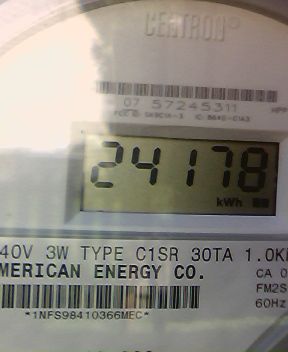 CENTRON®
07 57245311
24178
kWh
40V 3W TYPE C1SR 30TA 1.0K
MERICAN ENERGY CO.
CA 0
FM2S
60Hz
*1NFS98410366MEC*